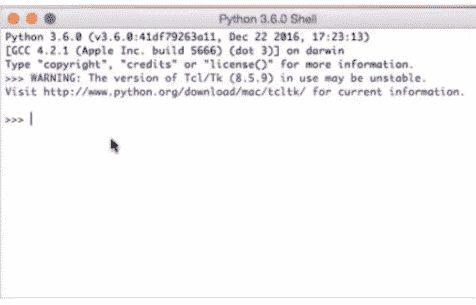 Python 3.6.0 Shell
Python 3.6.0 (v3.6.0:41df79263a11, Dec 22 2016, 17:23:13)
[GCC 4.2.1 (Apple Inc. build 5666) (dot 3)] on darwin
Type "copyright", "credits" or "license()" for more information.
>>> WARNING: The version of Tcl/Tk (8.5.9) in use may be unstable.
Visit http://www.python.org/download/mac/tcltk/ for current information.
>>>